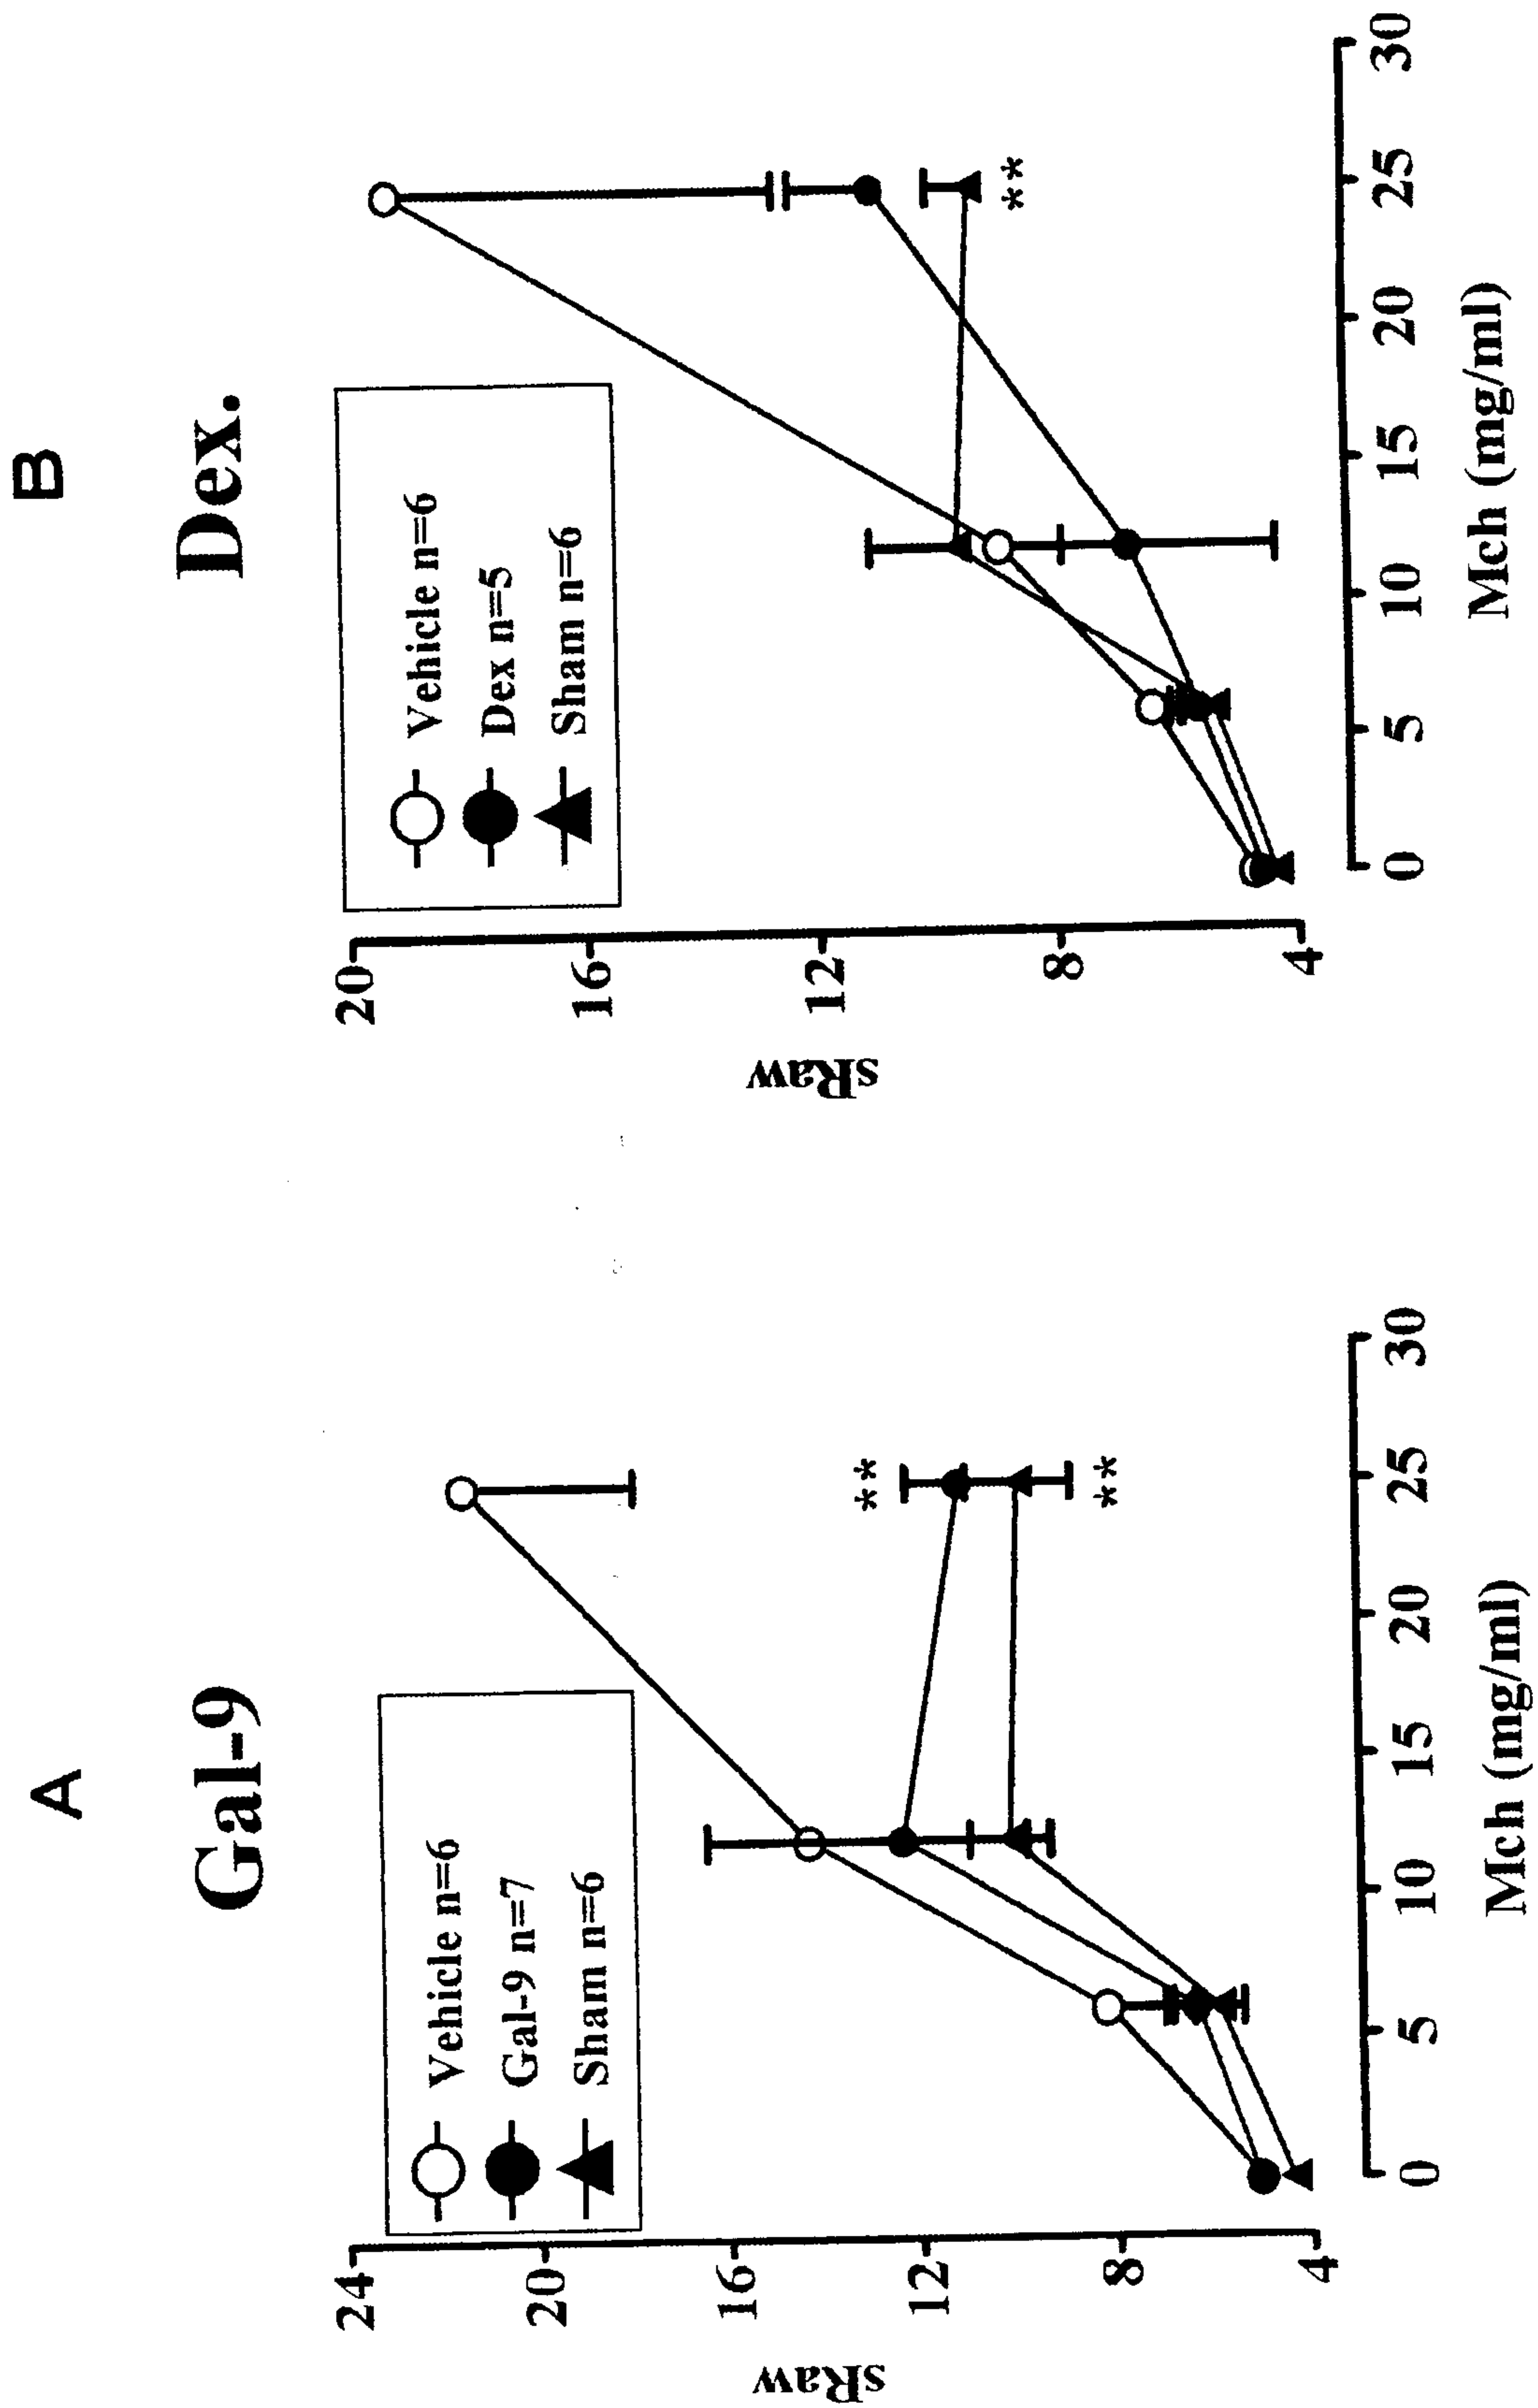 A
Gal-9
Vehicle n=6
Gal-9 n=7
Sham n=6
sRaw
24
20
16
12
8
4
**
**
0
5
10
15
20
25
30
Mch (mg/ml)
B
Dex.
Vehicle n=6
Dex n=5
Sham n=6
sRaw
20
16
12
8
4
**
0
5
10
15
20
25
30
Mch (mg/ml)